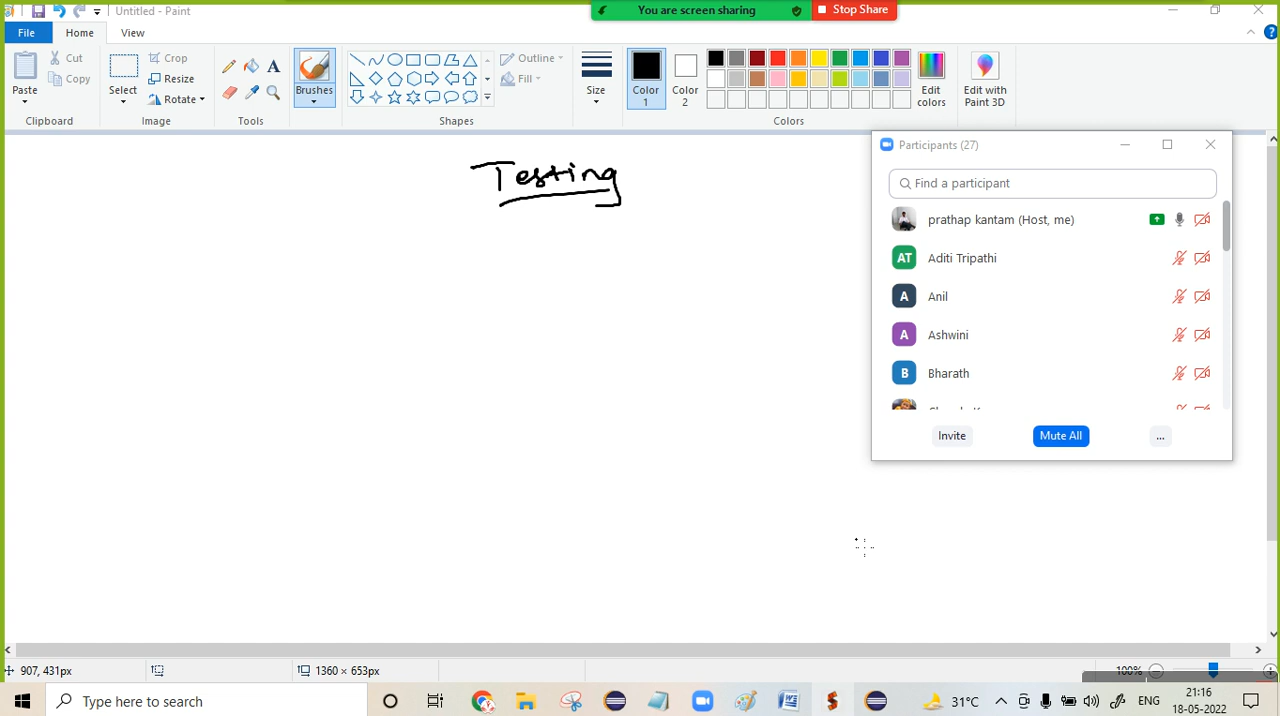 Untitled - Paint
You are screen sharing
Stop Share
File
Home
View
Paste
Cut
Copy
Clipboard
Select
Crop
Resize
Rotate
Image
A
Tools
Brushes
Shapes
Outline
Fill
Size
Color 1
Color 2
Edit colors
Edit with Paint 3D
Colors
Testing
Participants (27)
Find a participant
prathap kantam (Host, me)
AT Aditi Tripathi
A Anil
A Ashwini
B Bharath
Invite
Mute All
...
907, 431px
1360 × 653px
100%
Type here to search
31°C
ENG
21:16
18-05-2022